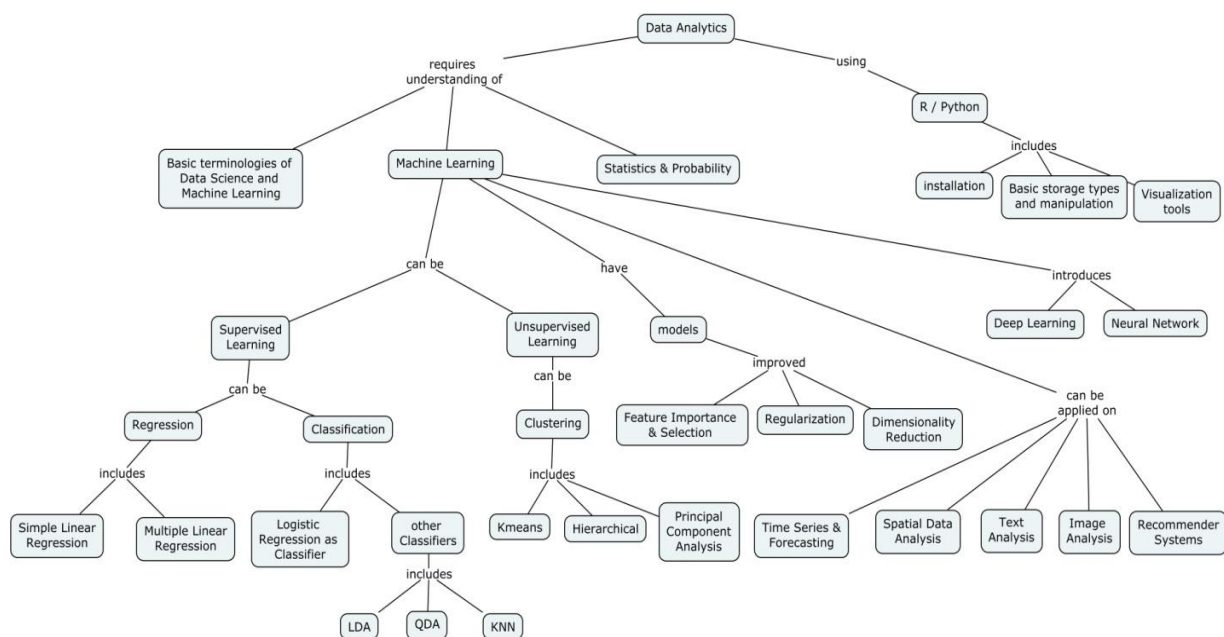 Data Analytics
requires
understanding of
using
R / Python
includes
Basic terminologies of
Data Science and
Machine Learning
Machine Learning
Statistics & Probability
installation
Basic storage types
and manipulation
Visualization
tools
can be
have
introduces
Supervised
Learning
Unsupervised
Learning
models
Deep Learning
Neural Network
can be
can be
improved
can be
applied on
Regression
Classification
Clustering
Feature Importance
& Selection
Regularization
Dimensionality
Reduction
includes
includes
includes
Simple Linear
Regression
Multiple Linear
Regression
Logistic
Regression as
Classifier
other
Classifiers
Kmeans
Hierarchical
Principal
Component
Analysis
Time Series &
Forecasting
Spatial Data
Analysis
Text
Analysis
Image
Analysis
Recommender
Systems
includes
LDA
QDA
KNN